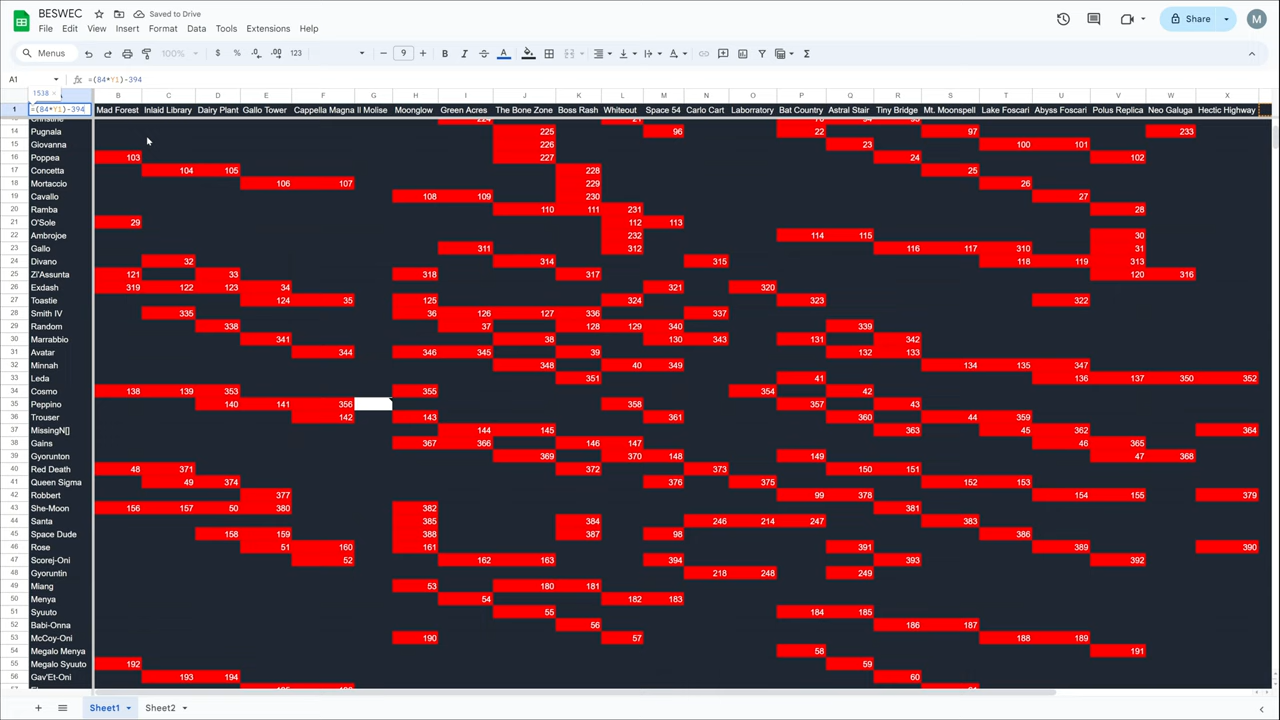 BESWEC Saved to Drive
File Edit View Insert Format Data Tools Extensions Help
Share M
Menus 100% $ % .0 .00 123 9 B I A
A1 fx =(84*Y1)-394
1538 ×
B C D E F G H I J K L M N O P Q R S T U V W X
1 =(84*Y1)-394 Mad Forest Inlaid Library Dairy Plant Gallo Tower Cappella Magna Il Molise Moonglow Green Acres The Bone Zone Boss Rash Whiteout Space 54 Carlo Cart Laborratory Bat Country Astral Stair Tiny Bridge Mt. Moonspell Lake Foscari Abyss Foscari Polus Replica Neo Galuga Hectic Highway
14 Pugnala 225 96 22 97 233
15 Giovanna 226 23 100 101
16 Poppea 103 227 24 102
17 Concetta 104 105 228 25
18 Mortaccio 106 107 229 26
19 Cavallo 108 109 230 27
20 Ramba 110 111 231 28
21 O'Sole 29 112 113
22 Ambrojoe 232 114 115 30
23 Gallo 311 312 116 117 310 31
24 Divano 32 314 315 118 119 313
25 Zi'Assunta 121 33 318 317 120 316
26 Exdash 319 122 123 34 321 320
27 Toastie 124 35 125 324 323 322
28 Smith IV 335 36 126 127 336 337
29 Random 338 37 128 129 340 339
30 Marrabbio 341 38 130 343 131 342
31 Avatar 344 346 345 39 132 133
32 Minnah 348 40 349 134 135 347
33 Leda 351 41 136 137 350 352
34 Cosmo 138 139 353 355 354 42
35 Peppino 140 141 356 358 357 43
36 Trouser 142 143 361 360 44 359
37 MissingN[] 144 145 363 45 362 364
38 Gains 367 366 146 147 46 365
39 Gyorunton 369 370 148 149 47 368
40 Red Death 48 371 372 373 150 151
41 Queen Sigma 49 374 376 375 152 153
42 Robbert 377 99 378 154 155 379
43 She-Moon 156 157 50 380 382 381
44 Santa 385 384 246 214 247 383
45 Space Dude 158 159 388 387 98 386
46 Rose 51 160 161 391 389 390
47 Scorej-Oni 52 162 163 394 393 392
48 Gyoruntin 218 248 249
49 Miang 53 180 181
50 Menya 54 182 183
51 Syuuto 55 184 185
52 Babi-Onna 56 186 187
53 McCoy-Oni 190 57 188 189
54 Megalo Menya 58 191
55 Megalo Syuuto 192 59
56 Gav'Et-Oni 193 194 60
Sheet1 Sheet2